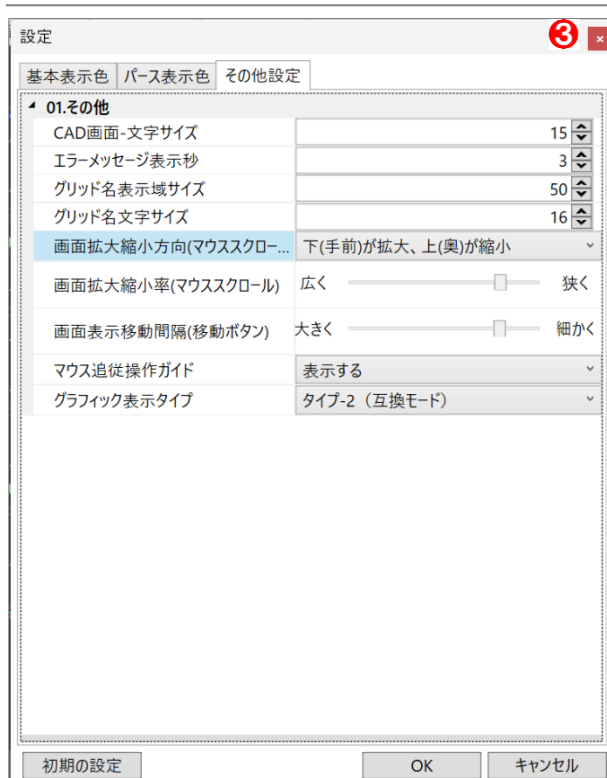 設定
❸ ×
基本表示色 パース表示色 その他設定
01.その他
CAD画面-文字サイズ 15
エラーメッセージ表示秒 3
グリッド名表示域サイズ 50
グリッド名文字サイズ 16
画面拡大縮小方向(マウススクロー... 下(手前)が拡大、上(奥)が縮小
画面拡大縮小率(マウススクロール) 広く 狭く
画面表示移動間隔(移動ボタン) 大きく 細かく
マウス追従操作ガイド 表示する
グラフィック表示タイプ タイプ-2（互換モード）
初期の設定 OK キャンセル